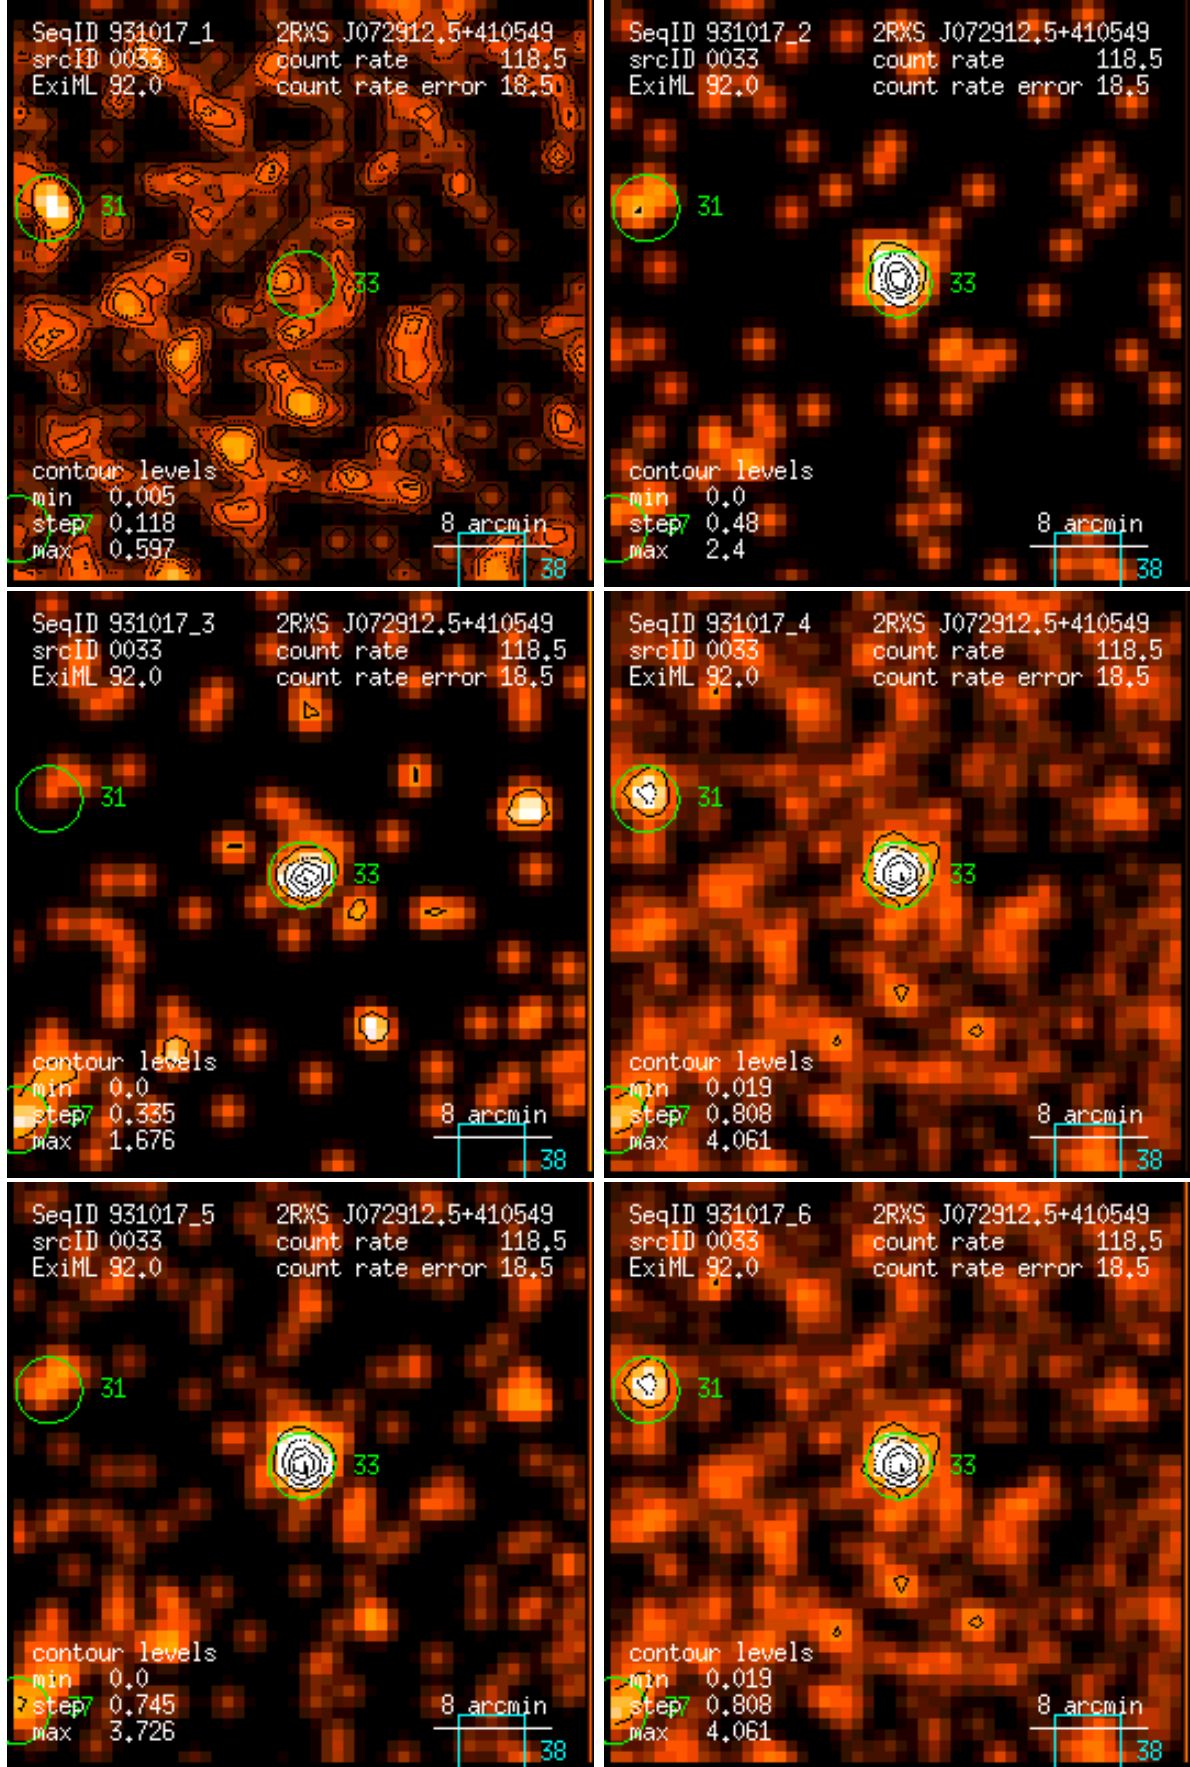 SeqID 931017_1 2RXS J072912.5+410549
srcID 0033 count rate 118.5
ExiML 92.0 count rate error 18.5
31
33
contour levels
min 0.005
step 0.118
max 0.597
37
8 arcmin
38
SeqID 931017_2 2RXS J072912.5+410549
srcID 0033 count rate 118.5
ExiML 92.0 count rate error 18.5
31
33
contour levels
min 0.0
step 0.48
max 2.4
37
8 arcmin
38
SeqID 931017_3 2RXS J072912.5+410549
srcID 0033 count rate 118.5
ExiML 92.0 count rate error 18.5
31
33
contour levels
min 0.0
step 0.335
max 1.676
37
8 arcmin
38
SeqID 931017_4 2RXS J072912.5+410549
srcID 0033 count rate 118.5
ExiML 92.0 count rate error 18.5
31
33
contour levels
min 0.019
step 0.808
max 4.061
37
8 arcmin
38
SeqID 931017_5 2RXS J072912.5+410549
srcID 0033 count rate 118.5
ExiML 92.0 count rate error 18.5
31
33
contour levels
min 0.0
step 0.745
max 3.726
37
8 arcmin
38
SeqID 931017_6 2RXS J072912.5+410549
srcID 0033 count rate 118.5
ExiML 92.0 count rate error 18.5
31
33
contour levels
min 0.019
step 0.808
max 4.061
37
8 arcmin
38